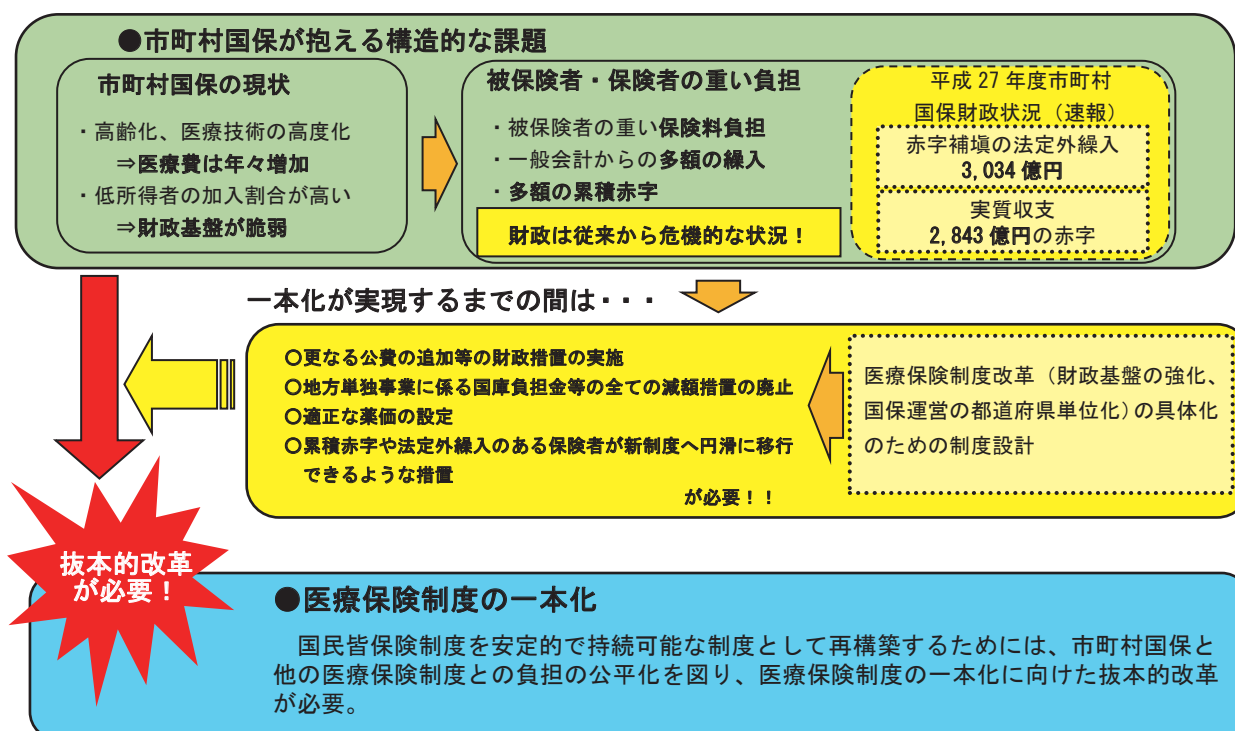 ●市町村国保が抱える構造的な課題
市町村国保の現状
・高齢化、医療技術の高度化
⇒医療費は年々増加
・低所得者の加入割合が高い
⇒財政基盤が脆弱
被保険者・保険者の重い負担
・被保険者の重い保険料負担
・一般会計からの多額の繰入
・多額の累積赤字
財政は従来から危機的な状況！
平成 27 年度市町村
国保財政状況（速報）
赤字補填の法定外繰入
3,034 億円
実質収支
2,843 億円の赤字
一本化が実現するまでの間は・・・
〇更なる公費の追加等の財政措置の実施
〇地方単独事業に係る国庫負担金等の全ての減額措置の廃止
〇適正な薬価の設定
〇累積赤字や法定外繰入のある保険者が新制度へ円滑に移行
できるような措置
が必要！！
医療保険制度改革（財政基盤の強化、
国保運営の都道府県単位化）の具体化
のための制度設計
抜本的改革
が必要！
●医療保険制度の一本化
国民皆保険制度を安定的で持続可能な制度として再構築するためには、市町村国保と
他の医療保険制度との負担の公平化を図り、医療保険制度の一本化に向けた抜本的改革
が必要。